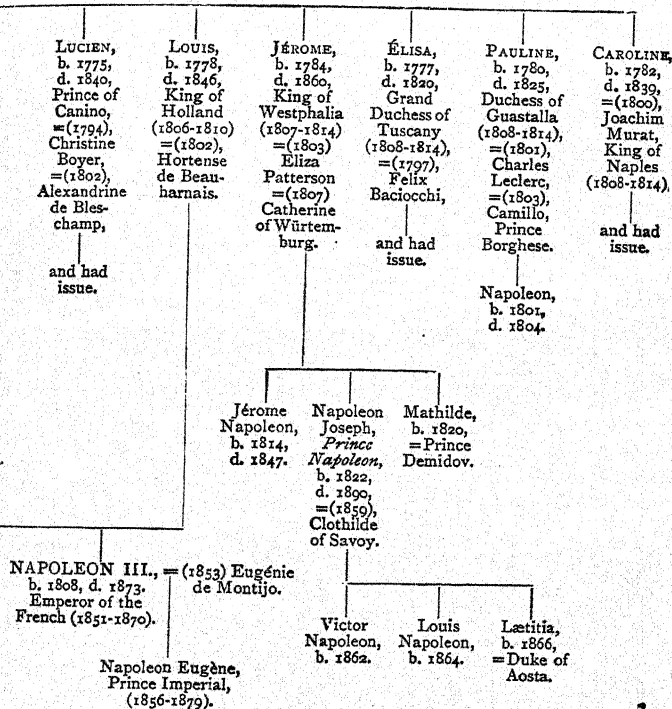 LUCIEN,
b. 1775,
d. 1840,
Prince of
Canino,
=(1794),
Christine
Boyer,
=(1802),
Alexandrine
de Bles-
champ,
and had
issue.
LOUIS,
b. 1778,
d. 1846,
King of
Holland
(1806-1810)
=(1802),
Hortense
de Beau-
harnais.
JÉROME,
b. 1784,
d. 1860,
King of
Westphalia
(1807-1814)
=(1803)
Eliza
Patterson
=(1807)
Catherine
of Würtem-
burg.
ÉLISA,
b. 1777,
d. 1820,
Grand
Duchess of
Tuscany
(1808-1814),
=(1797),
Felix
Baciocchi,
and had
issue.
PAULINE,
b. 1780,
d. 1825,
Duchess of
Guastalla
(1808-1814),
=(1801),
Charles
Leclerc,
=(1803),
Camillo,
Prince
Borghese.
Napoleon,
b. 1801,
d. 1804.
CAROLINE,
b. 1782,
d. 1839,
=(1800),
Joachim
Murat,
King of
Naples
(1808-1814),
and had
issue.
Jérome
Napoleon,
b. 1814,
d. 1847.
Napoleon
Joseph,
Prince
Napoleon,
b. 1822,
d. 1890,
=(1859),
Clothilde
of Savoy.
Mathilde,
b. 1820,
=Prince
Demidov.
NAPOLEON III., =(1853) Eugénie
b. 1808, d. 1873. de Montijo.
Emperor of the
French (1851-1870).
Victor
Napoleon,
b. 1862.
Louis
Napoleon,
b. 1864.
Lætitia,
b. 1866,
=Duke of
Aosta.
Napoleon Eugène,
Prince Imperial,
(1856-1879).